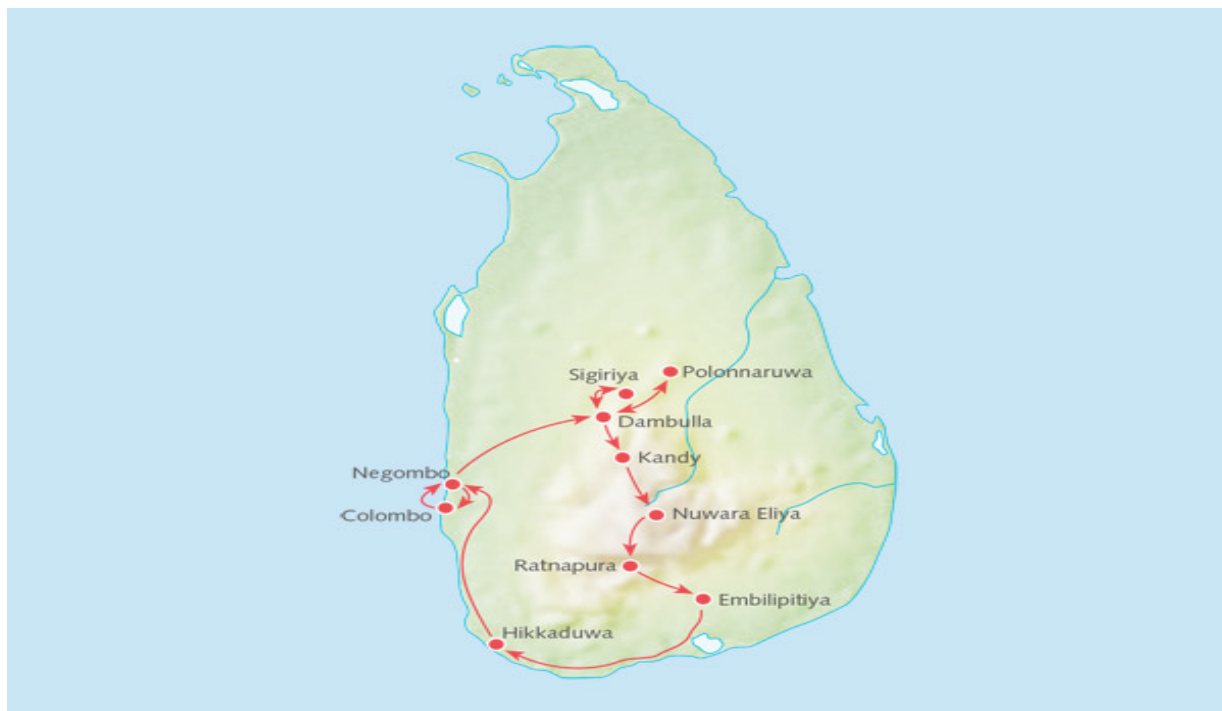 Sigiriya
Polonnaruwa
Dambulla
Kandy
Negombo
Colombo
Nuwara Eliya
Ratnapura
Embilipitiya
Hikkaduwa